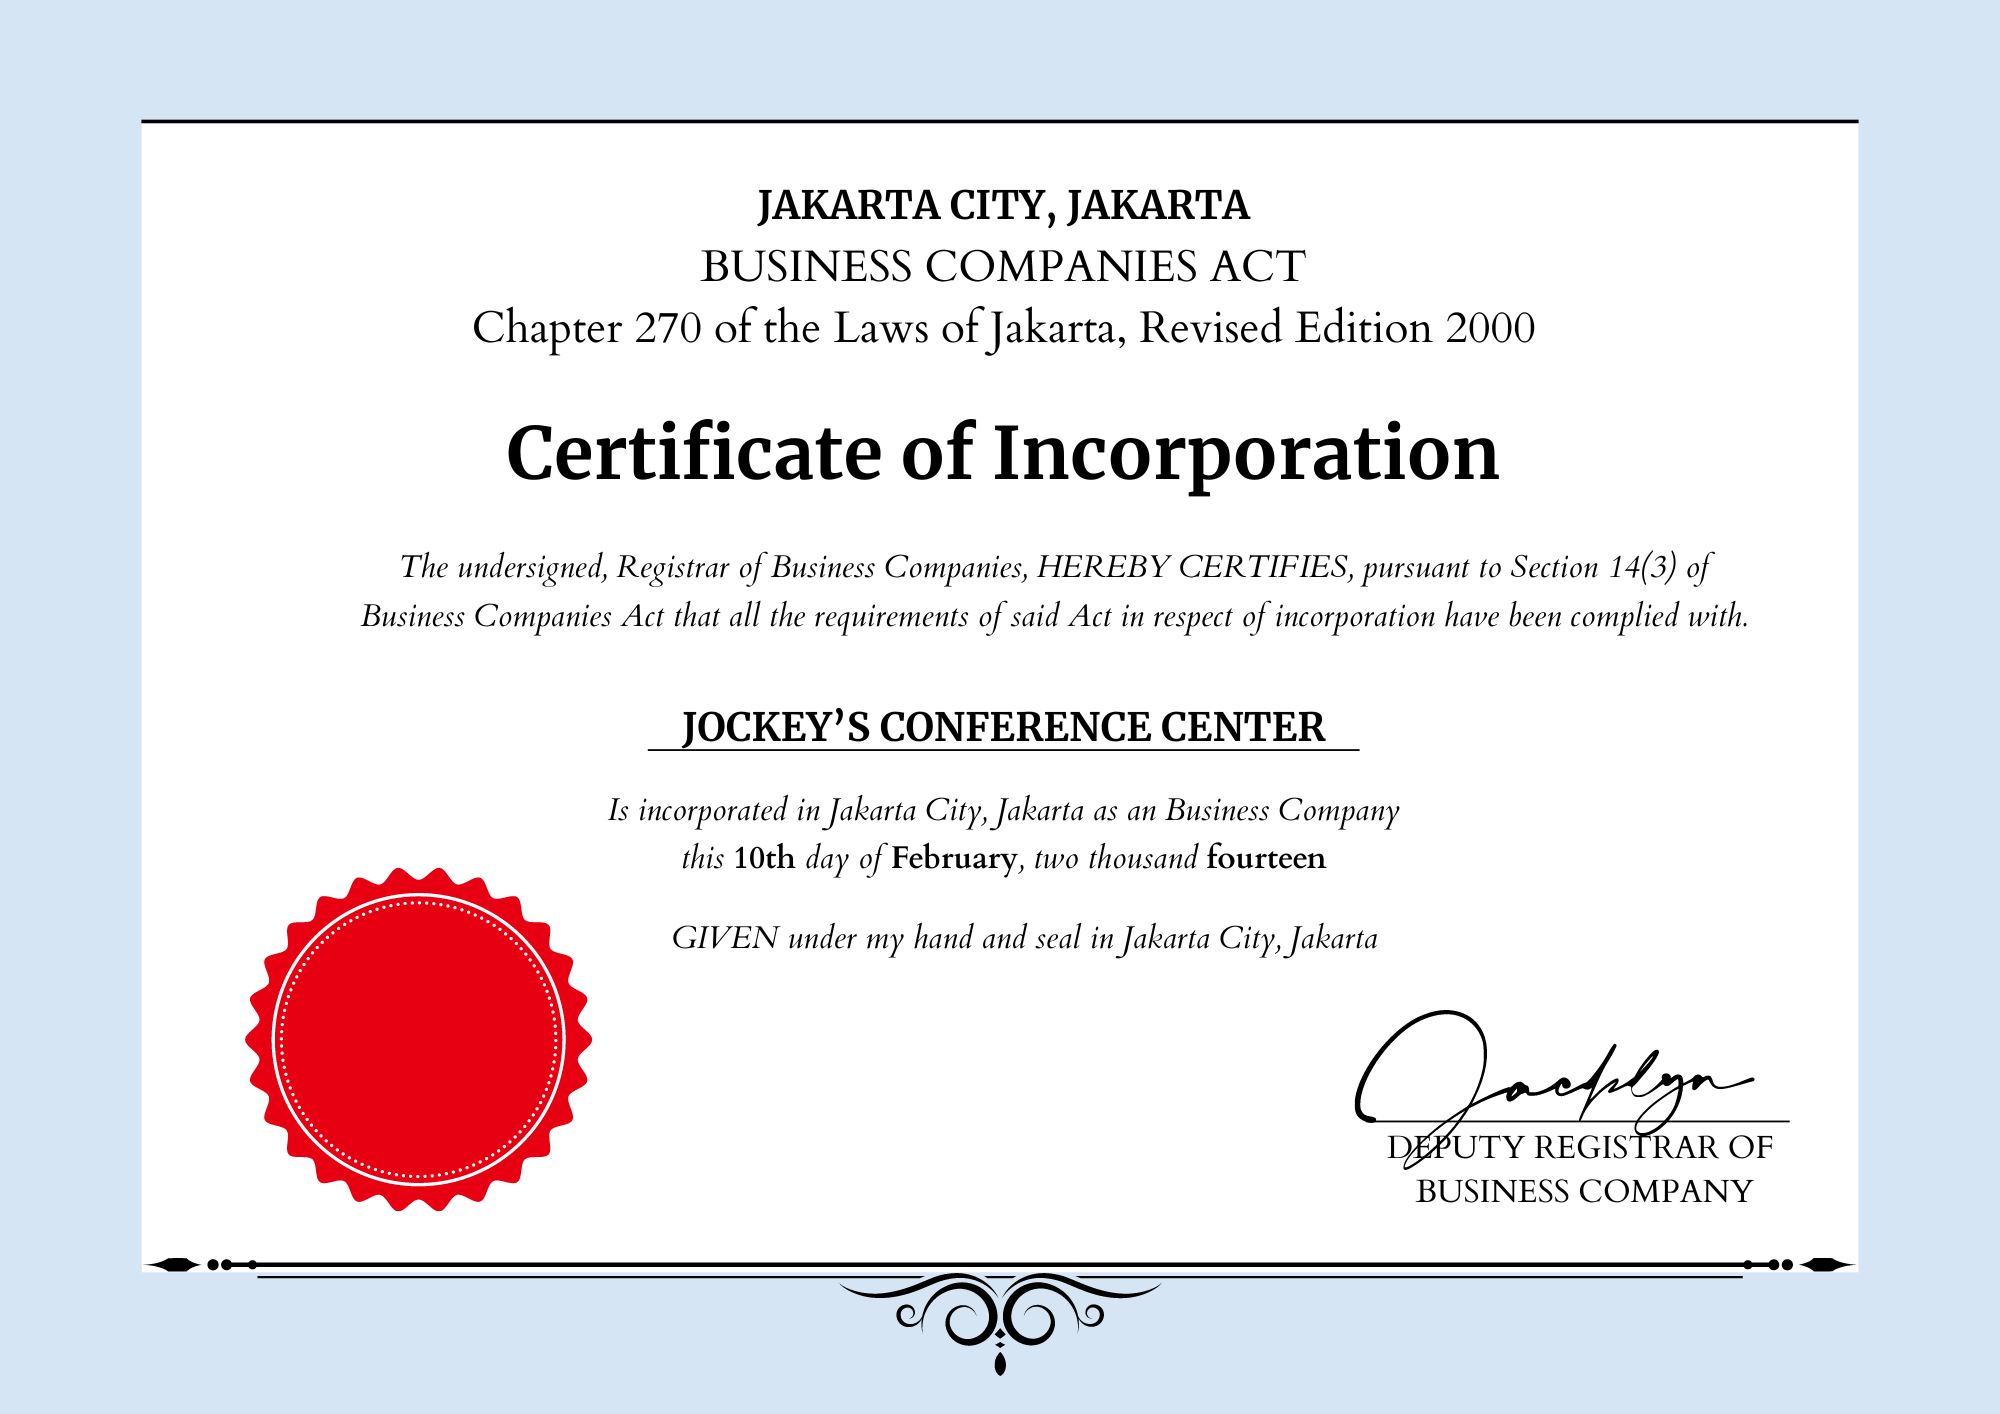 JAKARTA CITY, JAKARTA
BUSINESS COMPANIES ACT
Chapter 270 of the Laws of Jakarta, Revised Edition 2000
Certificate of Incorporation
The undersigned, Registrar of Business Companies, HEREBY CERTIFIES, pursuant to Section 14(3) of
Business Companies Act that all the requirements of said Act in respect of incorporation have been complied with.
JOCKEY’S CONFERENCE CENTER
Is incorporated in Jakarta City, Jakarta as an Business Company
this 10th day of February, two thousand fourteen
GIVEN under my hand and seal in Jakarta City, Jakarta
DEPUTY REGISTRAR OF
BUSINESS COMPANY